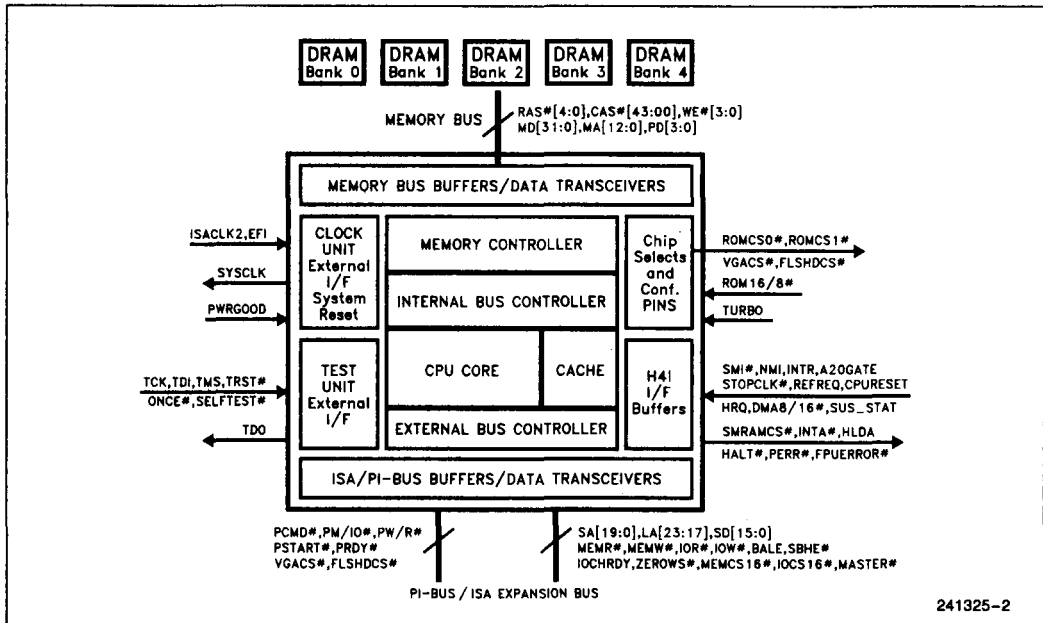 DRAM Bank 0
DRAM Bank 1
DRAM Bank 2
DRAM Bank 3
DRAM Bank 4
MEMORY BUS
RAS#[4:0],CAS#[43:00],WE#[3:0]
MD[31:0],MA[12:0],PD[3:0]
MEMORY BUS BUFFERS/DATA TRANSCEIVERS
ISACLK2,EFI
SYSCLK
PWRGOOD
CLOCK
UNIT
External
I/F
System
Reset
MEMORY CONTROLLER
INTERNAL BUS CONTROLLER
CPU CORE
CACHE
EXTERNAL BUS CONTROLLER
Chip
Selects
and
Conf.
PINS
ROMCS0#,ROMCS1#
VGACS#,FLSHDCS#
ROM16/8#
TURBO
TCK,TDI,TMS,TRST#
ONCE#,SELFTEST#
TDO
TEST
UNIT
External
I/F
H4I
I/F
Buffers
SMI#,NMI,INTR,A20GATE
STOPCLK#,REFREQ,CPURESET
HRQ,DMA8/16#,SUS_STAT
SMRAMCS#,INTA#,HLDA
HALT#,PERR#,FPUERROR#
ISA/PI-BUS BUFFERS/DATA TRANSCEIVERS
PCMD#,PM/IO#,PW/R#
PSTART#,PRDY#
VGACS#,FLSHDCS#
SA[19:0],LA[23:17],SD[15:0]
MEMR#,MEMW#,IOR#,IOW#,BALE,SBHE#
IOCHRDY,ZEROWS#,MEMCS16#,IOCS16#,MASTER#
PI-BUS / ISA EXPANSION BUS
241325-2